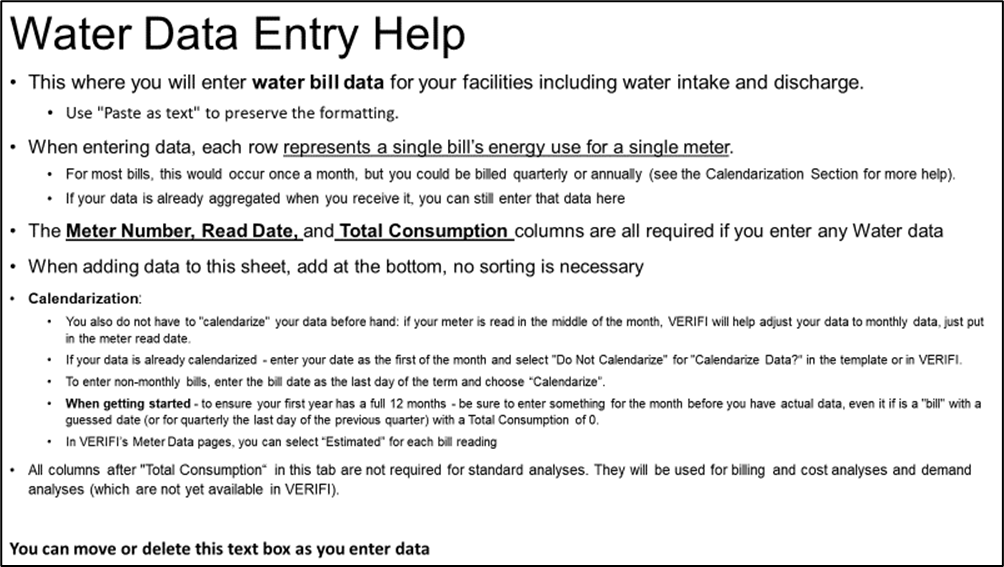 Water Data Entry Help
• This where you will enter water bill data for your facilities including water intake and discharge.
• Use "Paste as text" to preserve the formatting.
• When entering data, each row represents a single bill's energy use for a single meter.
• For most bills, this would occur once a month, but you could be billed quarterly or annually (see the Calendarization Section for more help).
• If your data is already aggregated when you receive it, you can still enter that data here
• The Meter Number, Read Date, and Total Consumption columns are all required if you enter any Water data
• When adding data to this sheet, add at the bottom, no sorting is necessary
• Calendarization:
• You also do not have to "calendarize" your data before hand: if your meter is read in the middle of the month, VERIFI will help adjust your data to monthly data, just put
in the meter read date.
• If your data is already calendarized - enter your date as the first of the month and select "Do Not Calendarize" for "Calendarize Data?" in the template or in VERIFI.
• To enter non-monthly bills, enter the bill date as the last day of the term and choose “Calendarize”.
• When getting started - to ensure your first year has a full 12 months - be sure to enter something for the month before you have actual data, even it if is a "bill" with a
guessed date (or for quarterly the last day of the previous quarter) with a Total Consumption of 0.
• In VERIFI's Meter Data pages, you can select “Estimated” for each bill reading
• All columns after "Total Consumption“ in this tab are not required for standard analyses. They will be used for billing and cost analyses and demand
analyses (which are not yet available in VERIFI).
You can move or delete this text box as you enter data